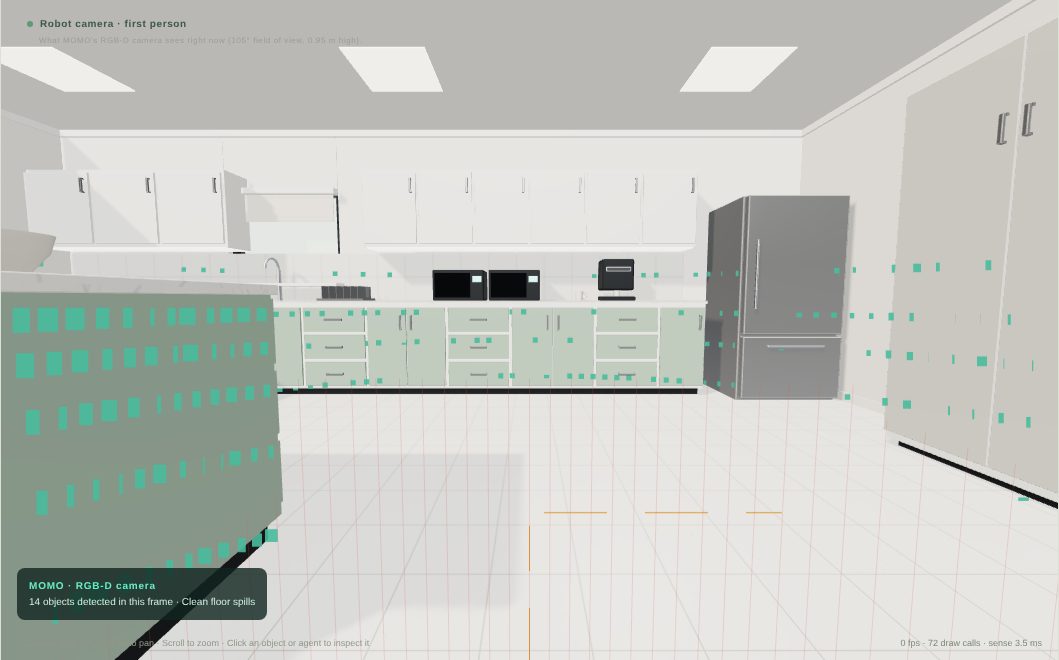 Robot camera · first person
What MOMO's RGB-D camera sees right now (105° field of view, 0.95 m high).
MOMO · RGB-D camera
14 objects detected in this frame · Clean floor spills
pan · Scroll to zoom · Click an object or agent to inspect it
0 fps · 72 draw calls · sense 3.5 ms